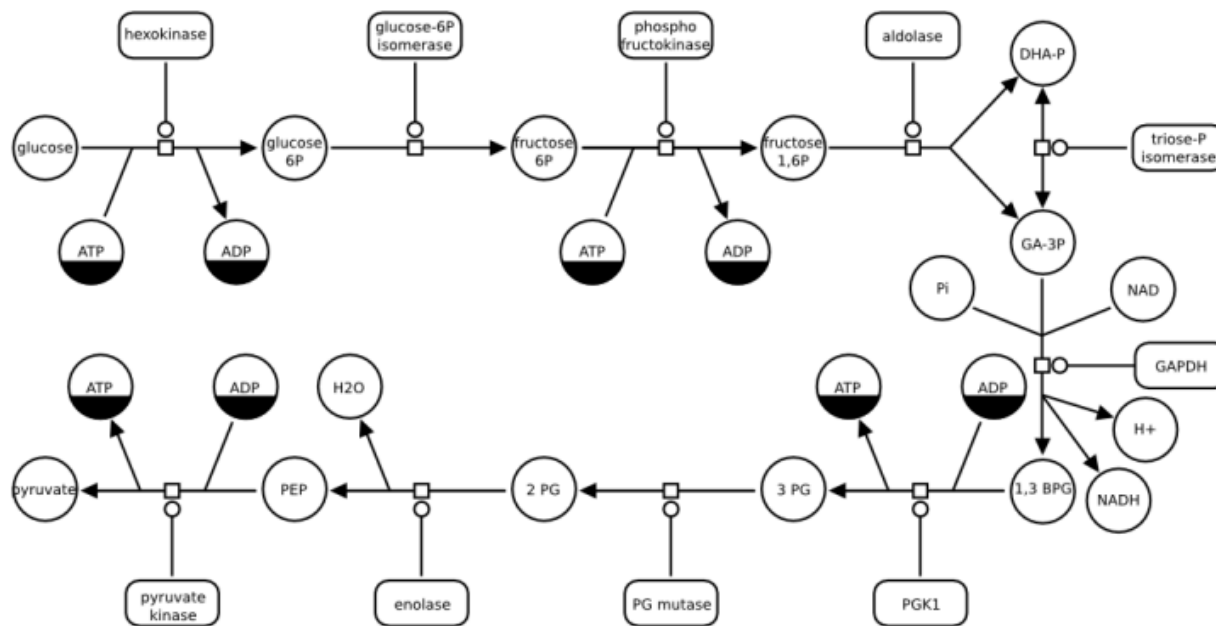 hexokinase
glucose-6P
isomerase
phospho
fructokinase
aldolase
DHA-P
glucose
glucose
6P
fructose
6P
fructose
1,6P
triose-P
isomerase
ATP
ADP
ATP
ADP
GA-3P
Pi
NAD
GAPDH
ATP
ADP
H2O
ATP
ADP
H+
pyruvate
PEP
2 PG
3 PG
1,3 BPG
NADH
pyruvate
kinase
enolase
PG mutase
PGK1